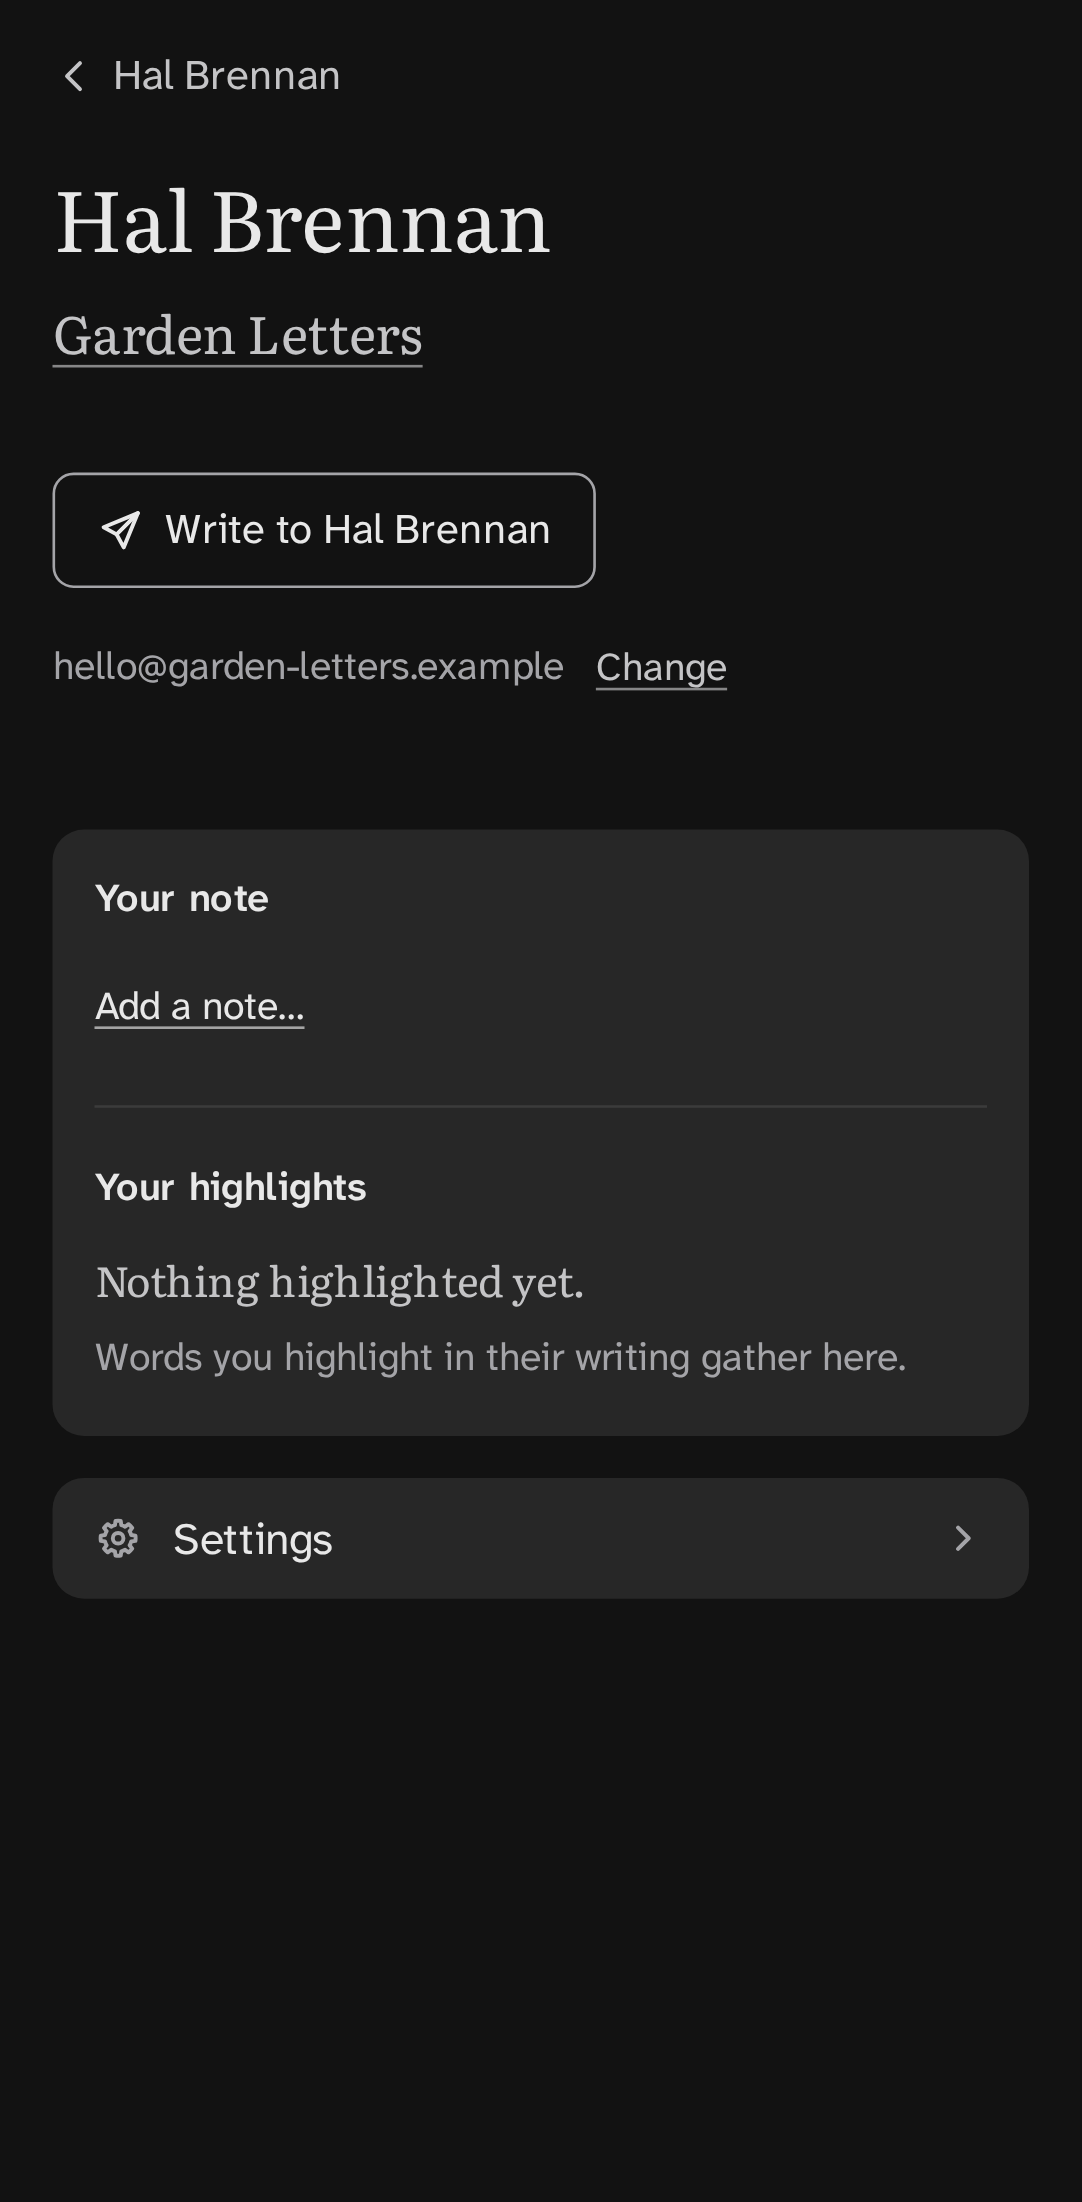 Hal Brennan
Hal Brennan
Garden Letters
Write to Hal Brennan
hello@garden-letters.example Change
Your note
Add a note...
Your highlights
Nothing highlighted yet.
Words you highlight in their writing gather here.
Settings